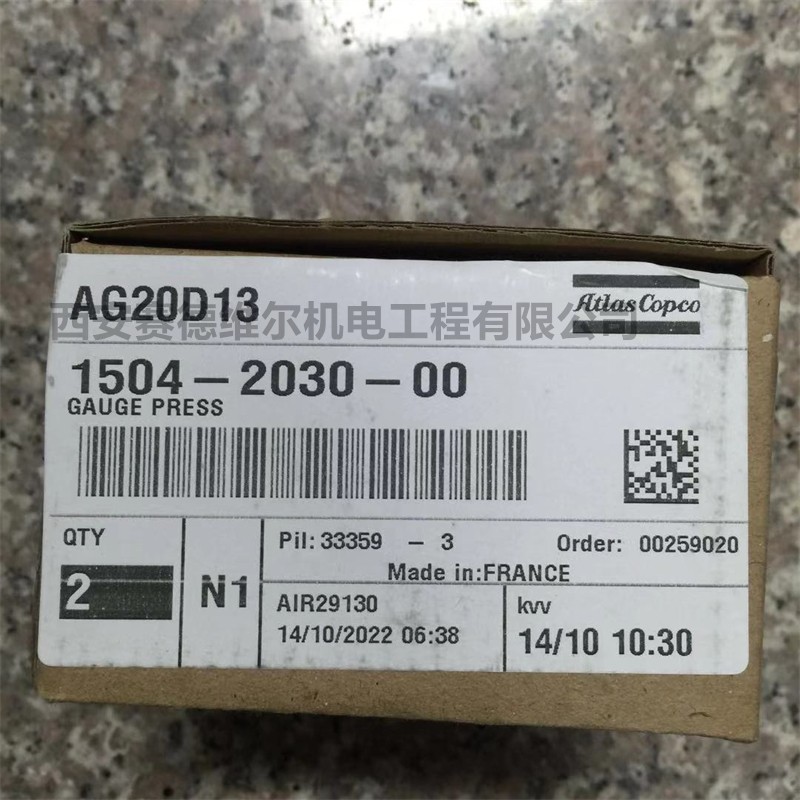 AG20D13
Atlas Copco
西安赛德维尔机电工程有限公司
1504-2030-00
GAUGE PRESS
QTY
2
N1
Pil: 33359 - 3
Order: 00259020
Made in:FRANCE
AIR29130
14/10/2022 06:38
kvv
14/10 10:30